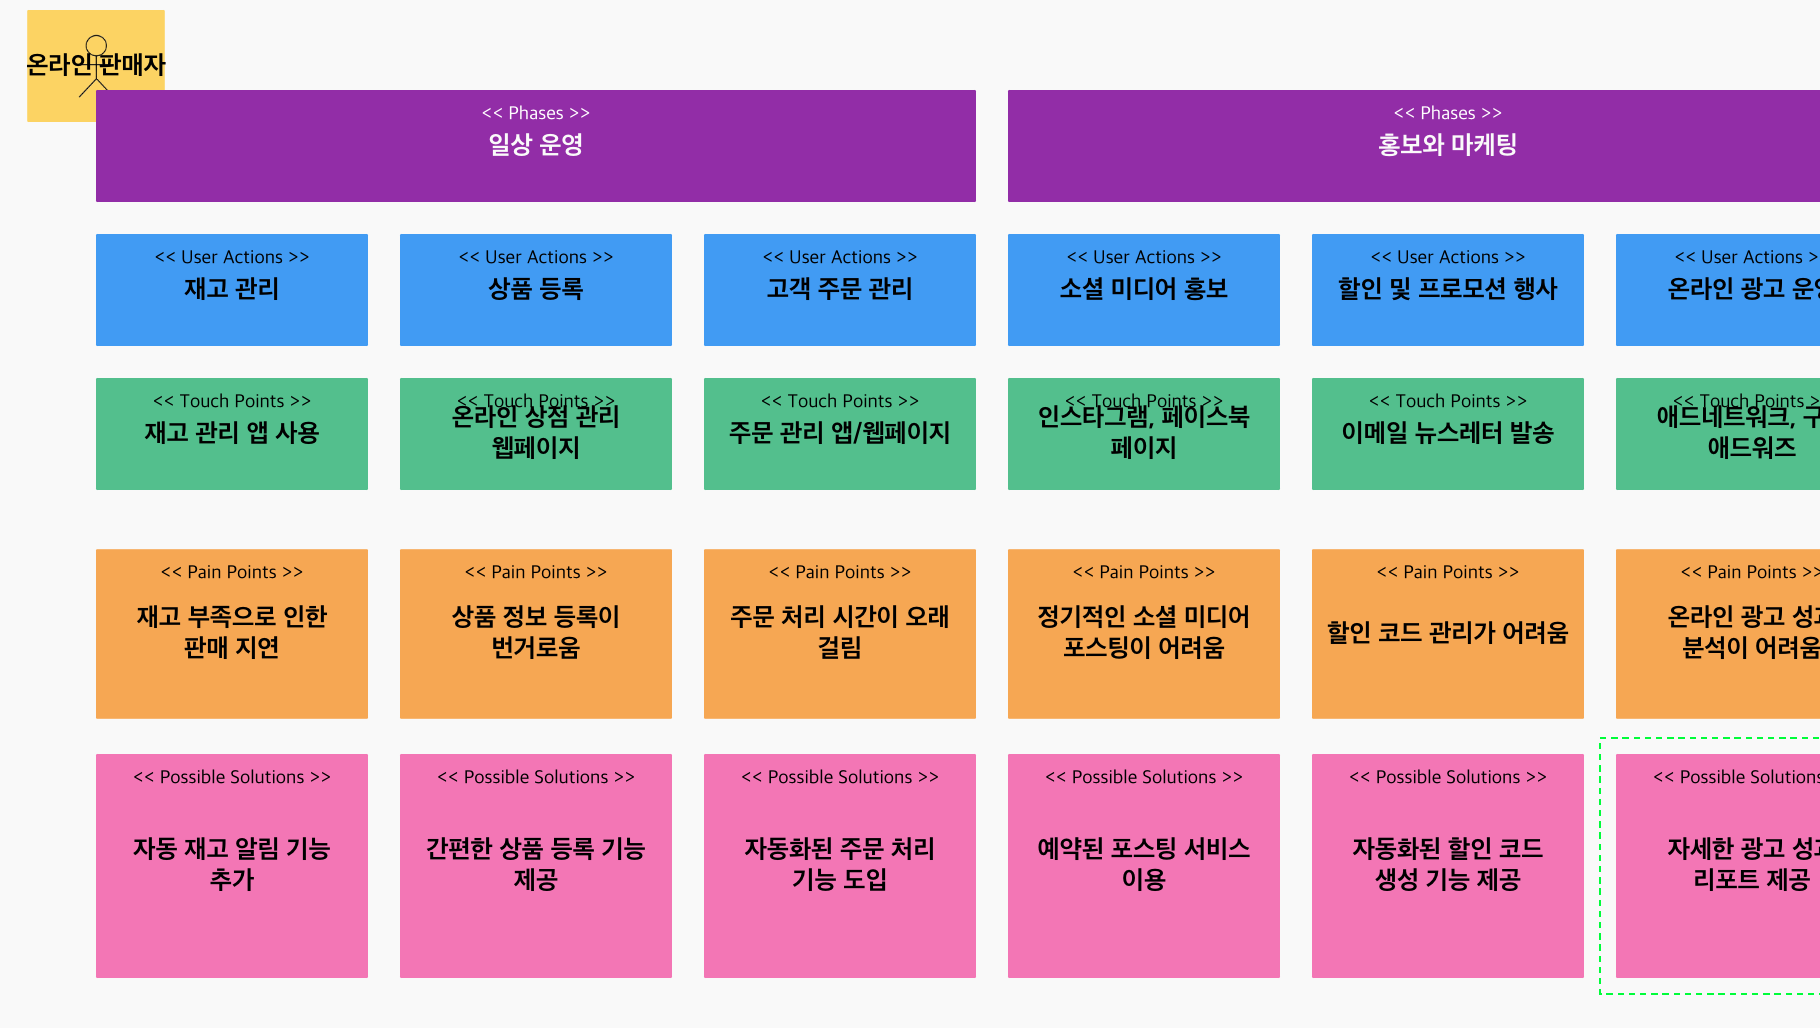 온라인 판매자
<< Phases >>
일상 운영
<< Phases >>
홍보와 마케팅
<< User Actions >>
재고 관리
<< User Actions >>
상품 등록
<< User Actions >>
고객 주문 관리
<< User Actions >>
소셜 미디어 홍보
<< User Actions >>
할인 및 프로모션 행사
<< User Actions >
온라인 광고
<< Touch Points >>
재고 관리 앱 사용
<< Touch Points >>
온라인 상점 관리
웹페이지
<< Touch Points >>
주문 관리 앱/웹페이지
<< Touch Points >>
인스타그램, 페이스북
페이지
<< Touch Points >>
이메일 뉴스레터 발송
<< Touch Points >
애드네트워크,
애드워즈
<< Pain Points >>
재고 부족으로 인한
판매 지연
<< Pain Points >>
상품 정보 등록이
번거로움
<< Pain Points >>
주문 처리 시간이 오래
걸림
<< Pain Points >>
정기적인 소셜 미디어
포스팅이 어려움
<< Pain Points >>
할인 코드 관리가 어려움
<< Pain Points >>
온라인 광고
분석이 어려움
<< Possible Solutions >>
자동 재고 알림 기능
추가
<< Possible Solutions >>
간편한 상품 등록 기능
제공
<< Possible Solutions >>
자동화된 주문 처리
기능 도입
<< Possible Solutions >>
예약된 포스팅 서비스
이용
<< Possible Solutions >>
자동화된 할인 코드
생성 기능 제공
<< Possible Solutions
자세한 광고
리포트 제공